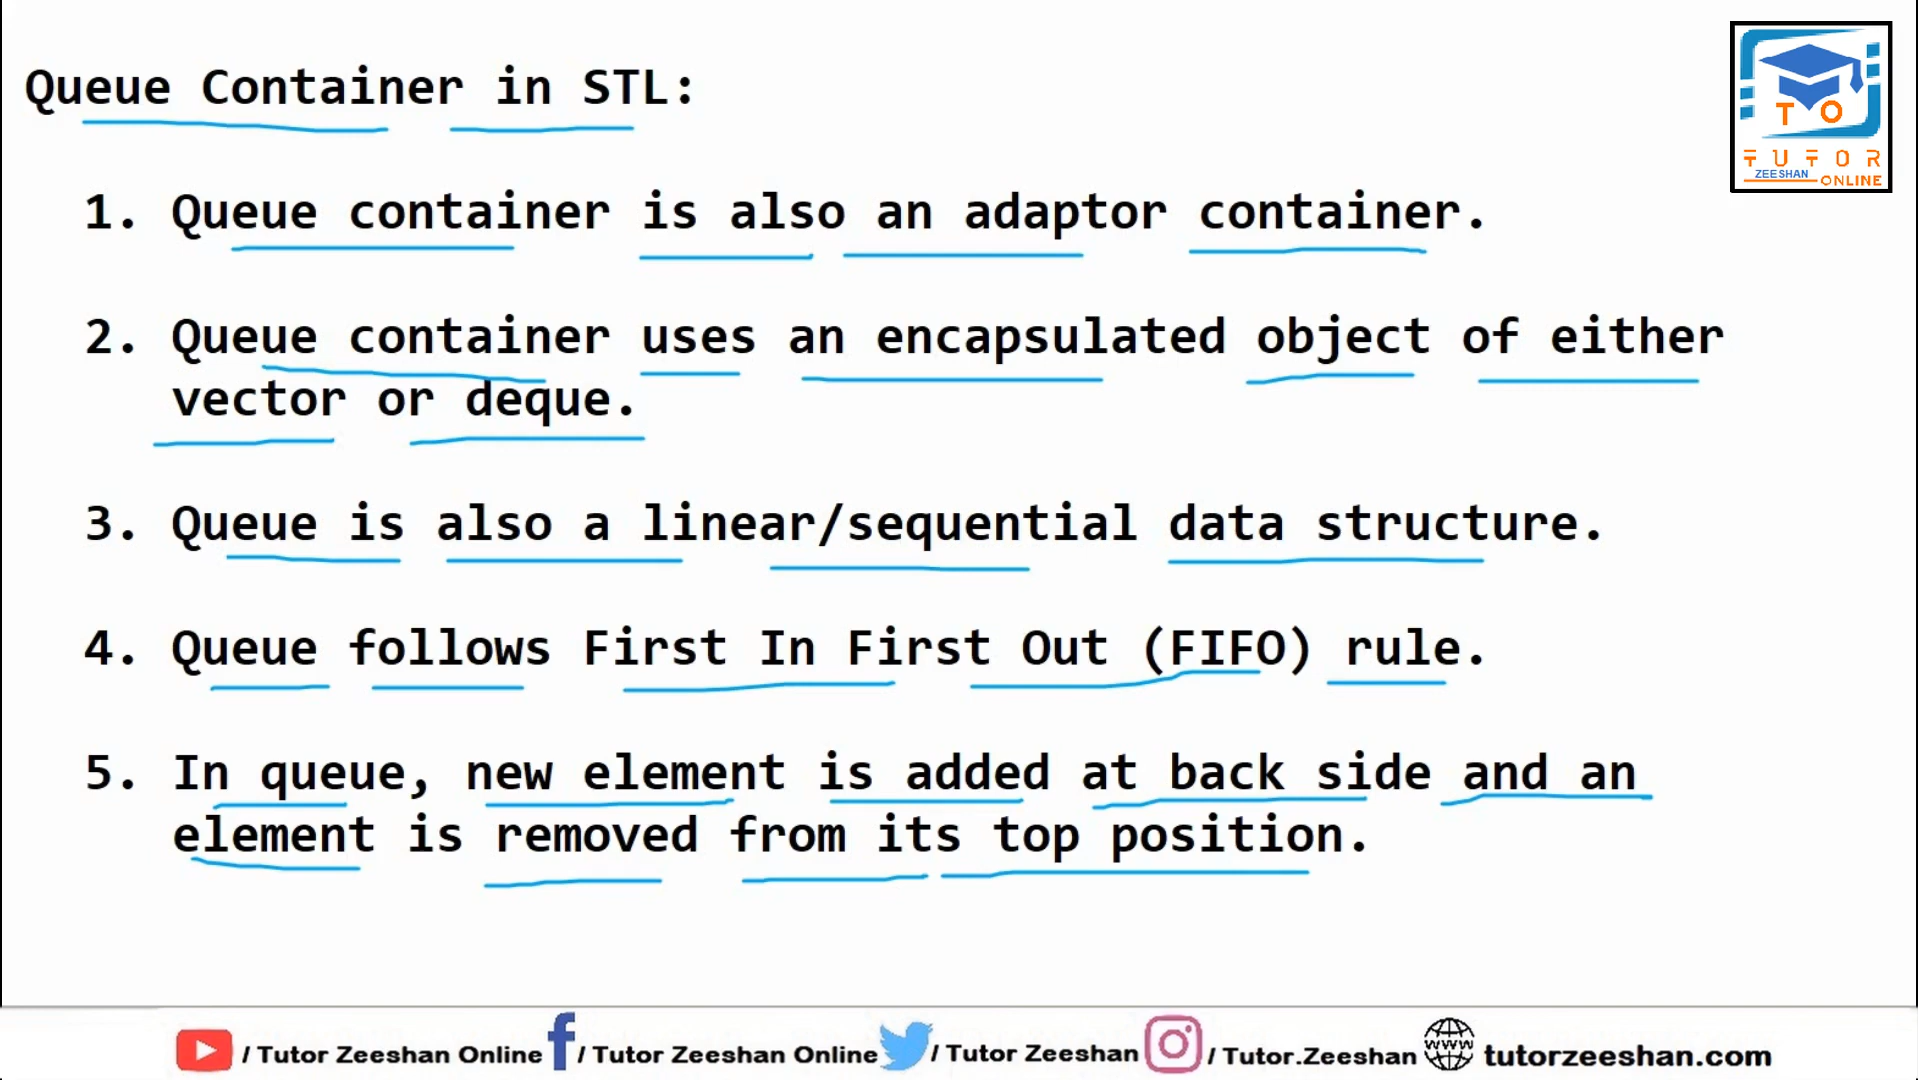 Queue Container in STL:
T O
TUTOR
ZEESHAN
ONLINE
1. Queue container is also an adaptor container.
2. Queue container uses an encapsulated object of either
vector or deque.
3. Queue is also a linear/sequential data structure.
4. Queue follows First In First Out (FIFO) rule.
5. In queue, new element is added at back side and an
element is removed from its top position.
/ Tutor Zeeshan Online f / Tutor Zeeshan Online / Tutor Zeeshan / Tutor.Zeeshan WWW tutorzeeshan.com